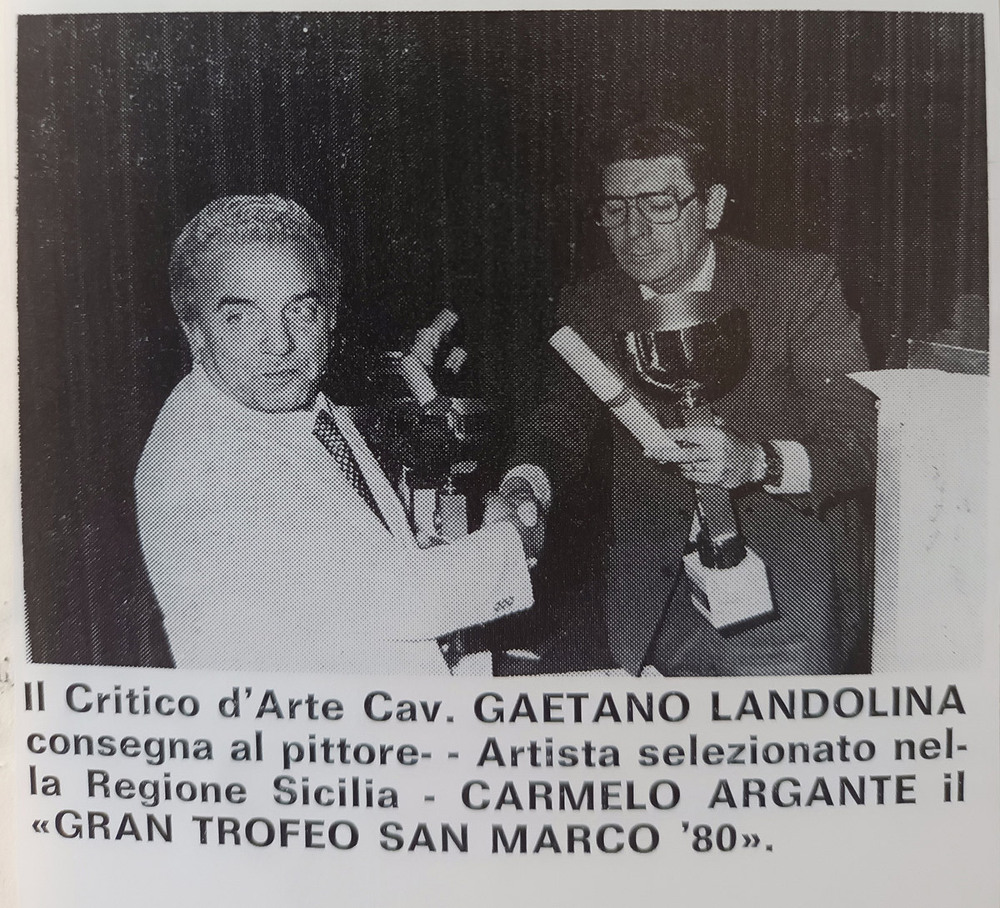 Il Critico d'Arte Cav. GAETANO LANDOLINA
consegna al pittore- - Artista selezionato nel-
la Regione Sicilia - CARMELO ARGANTE il
«GRAN TROFEO SAN MARCO '80».